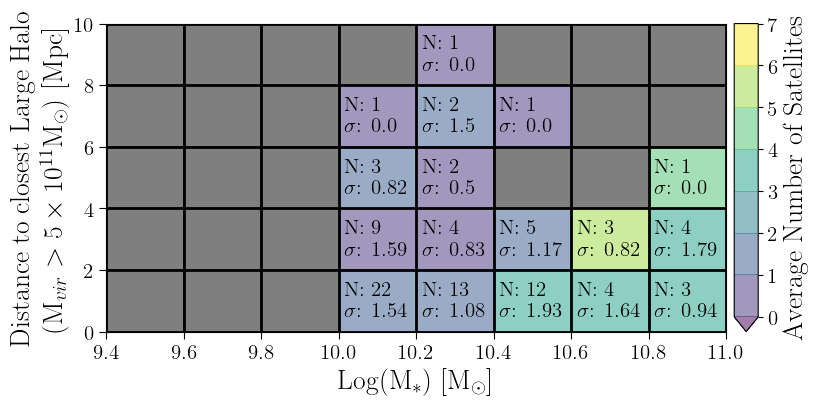 Distance to closest Large Halo
(M_{vir} > 5 × 10^{11}M_⊙) [Mpc]
10
8
6
4
2
0
N: 1
σ: 0.0
N: 1
σ: 0.0
N: 2
σ: 1.5
N: 1
σ: 0.0
N: 3
σ: 0.82
N: 2
σ: 0.5
N: 1
σ: 0.0
N: 9
σ: 1.59
N: 4
σ: 0.83
N: 5
σ: 1.17
N: 3
σ: 0.82
N: 4
σ: 1.79
N: 22
σ: 1.54
N: 13
σ: 1.08
N: 12
σ: 1.93
N: 4
σ: 1.64
N: 3
σ: 0.94
9.4 9.6 9.8 10.0 10.2 10.4 10.6 10.8 11.0
Log(M_*) [M_⊙]
7
6
5
4
3
2
1
0
Average Number of Satellites